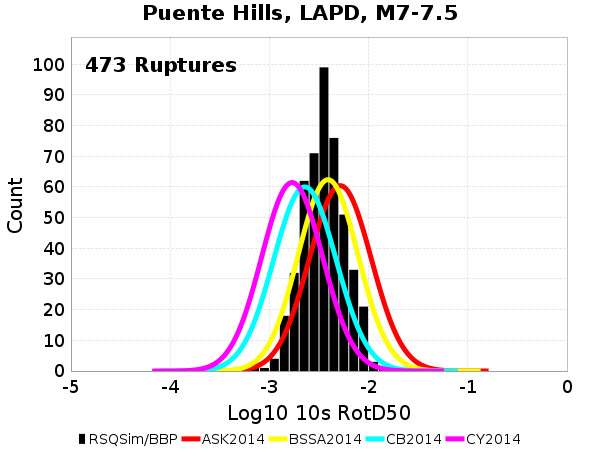 Puente Hills, LAPD, M7-7.5
473 Ruptures
100
90
80
70
60
50
40
30
20
10
0
Count
-5 -4 -3 -2 -1 0
Log10 10s RotD50
RSQSim/BBP ASK2014 BSSA2014 CB2014 CY2014